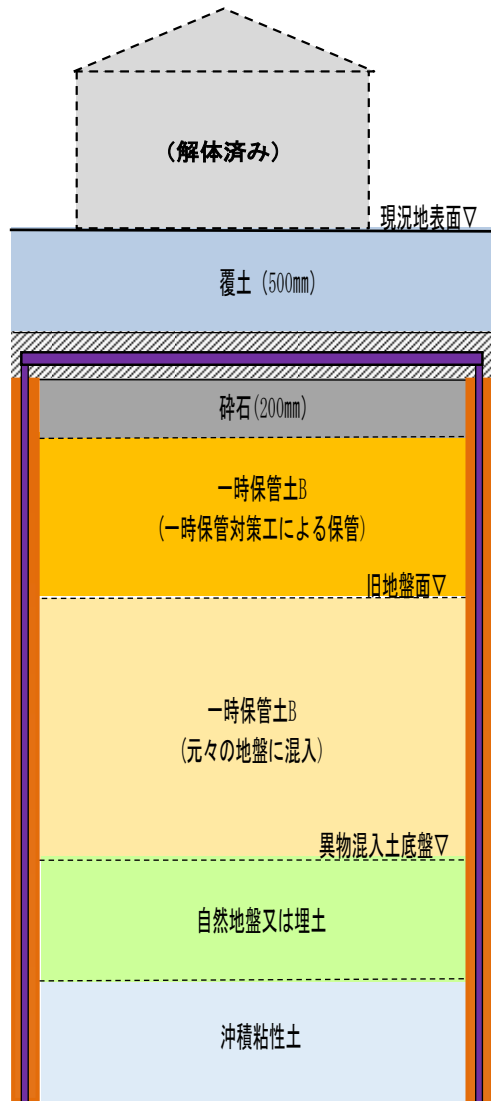 (解体済み)
現況地表面▽
覆土 (500㎜)
砕石(200㎜)
一時保管土B
(一時保管対策工による保管)
旧地盤面▽
一時保管土B
(元々の地盤に混入)
異物混入土底盤▽
自然地盤又は埋土
沖積粘性土